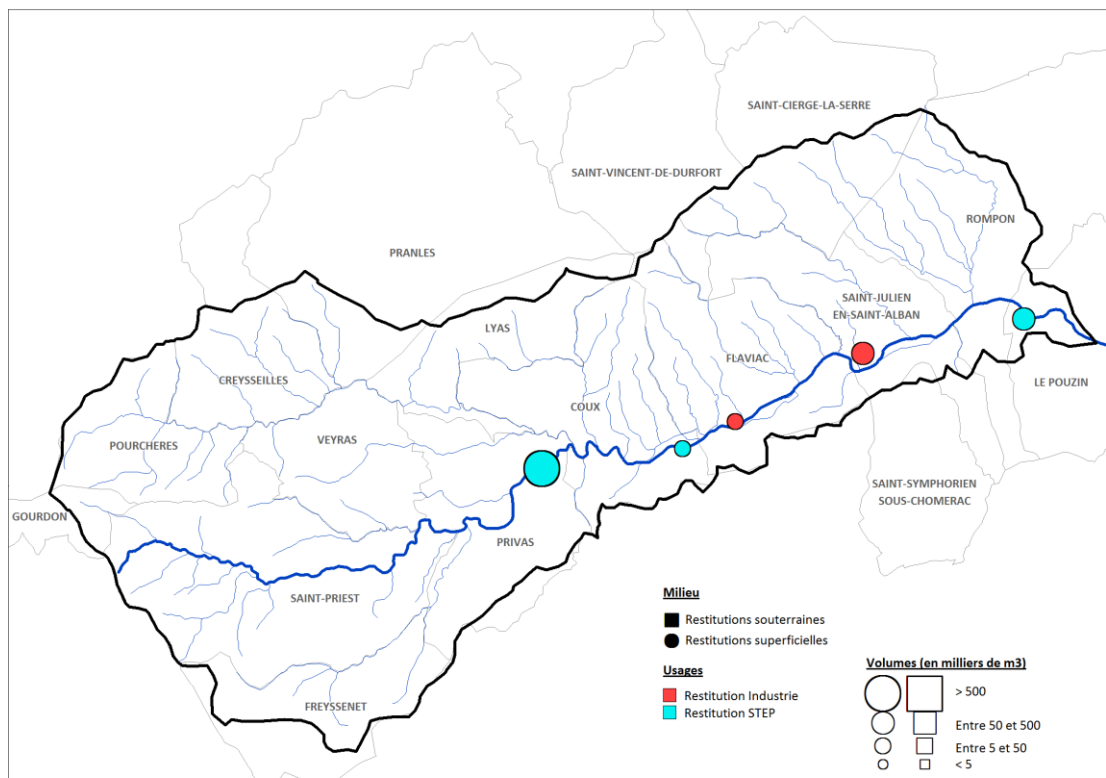 SAINT-CIERGE-LA-SERRE
SAINT-VINCENT-DE-DURFORT
ROMPON
PRANLES
SAINT-JULIEN
EN-SAINT-ALBAN
LYAS
FLAVIAC
CREYSSEILLES
LE POUZIN
COUX
VEYRAS
POURCHERES
SAINT-SYMPHORIEN
SOUS-CHOMERAC
GOURDON
PRIVAS
SAINT-PRIEST
FREYSSENET
Milieu
Restitutions souterraines
Restitutions superficielles
Usages
Restitution Industrie
Restitution STEP
Volumes (en milliers de m3)
> 500
Entre 50 et 500
Entre 5 et 50
< 5